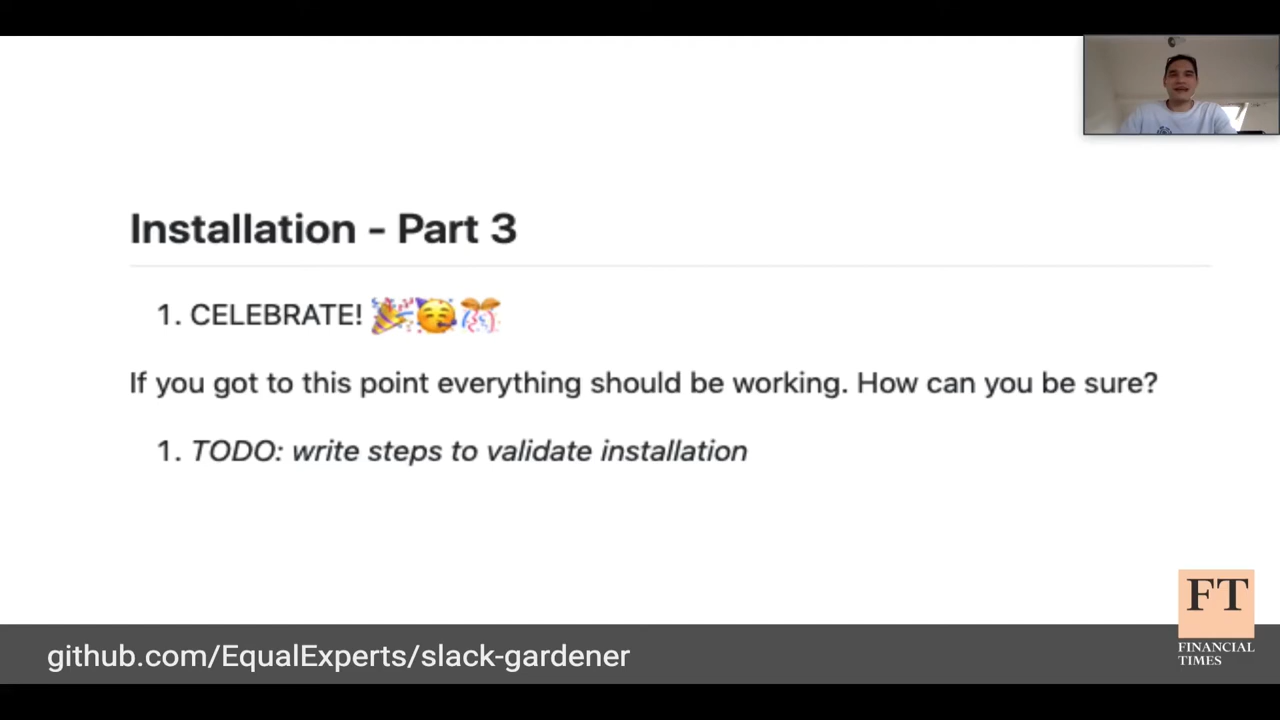 Installation - Part 3
1. CELEBRATE! 🎉🥳🎊
If you got to this point everything should be working. How can you be sure?
1. TODO: write steps to validate installation
FT
FINANCIAL
TIMES
github.com/EqualExperts/slack-gardener